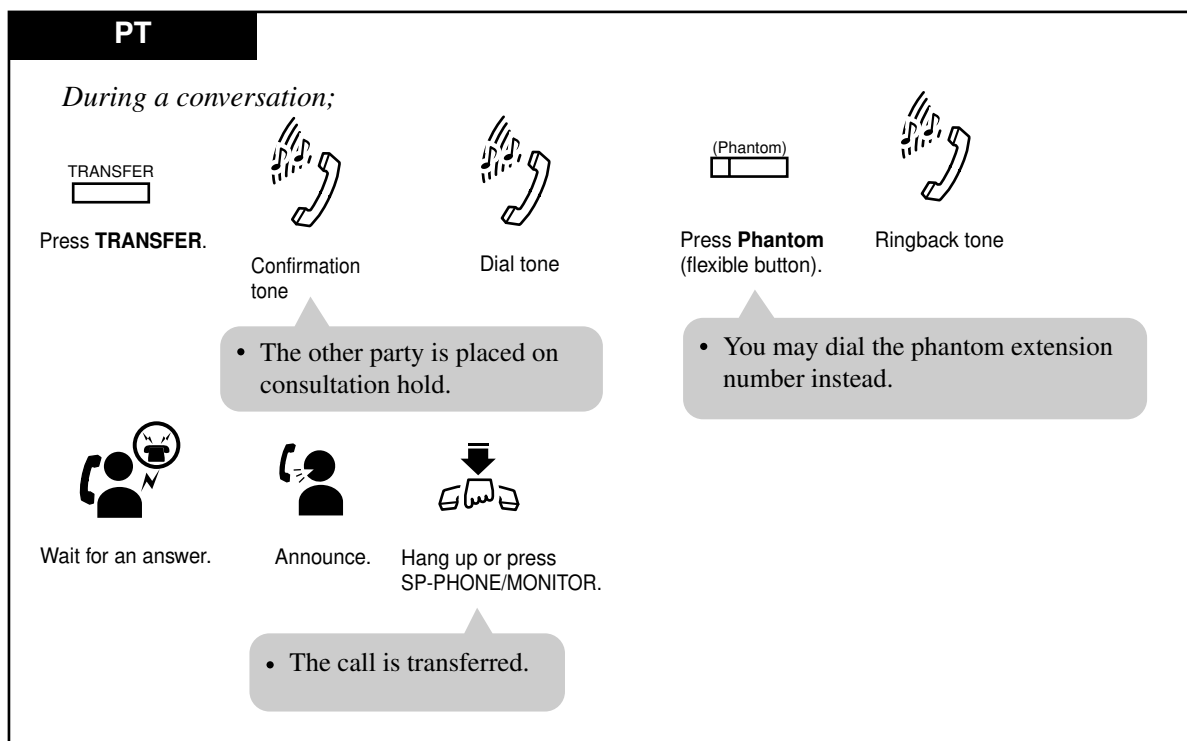 PT
During a conversation;
TRANSFER
Press TRANSFER.
Confirmation
tone
Dial tone
(Phantom)
Press Phantom
(flexible button).
Ringback tone
• The other party is placed on
consultation hold.
• You may dial the phantom extension
number instead.
Wait for an answer.
Announce.
Hang up or press
SP-PHONE/MONITOR.
• The call is transferred.